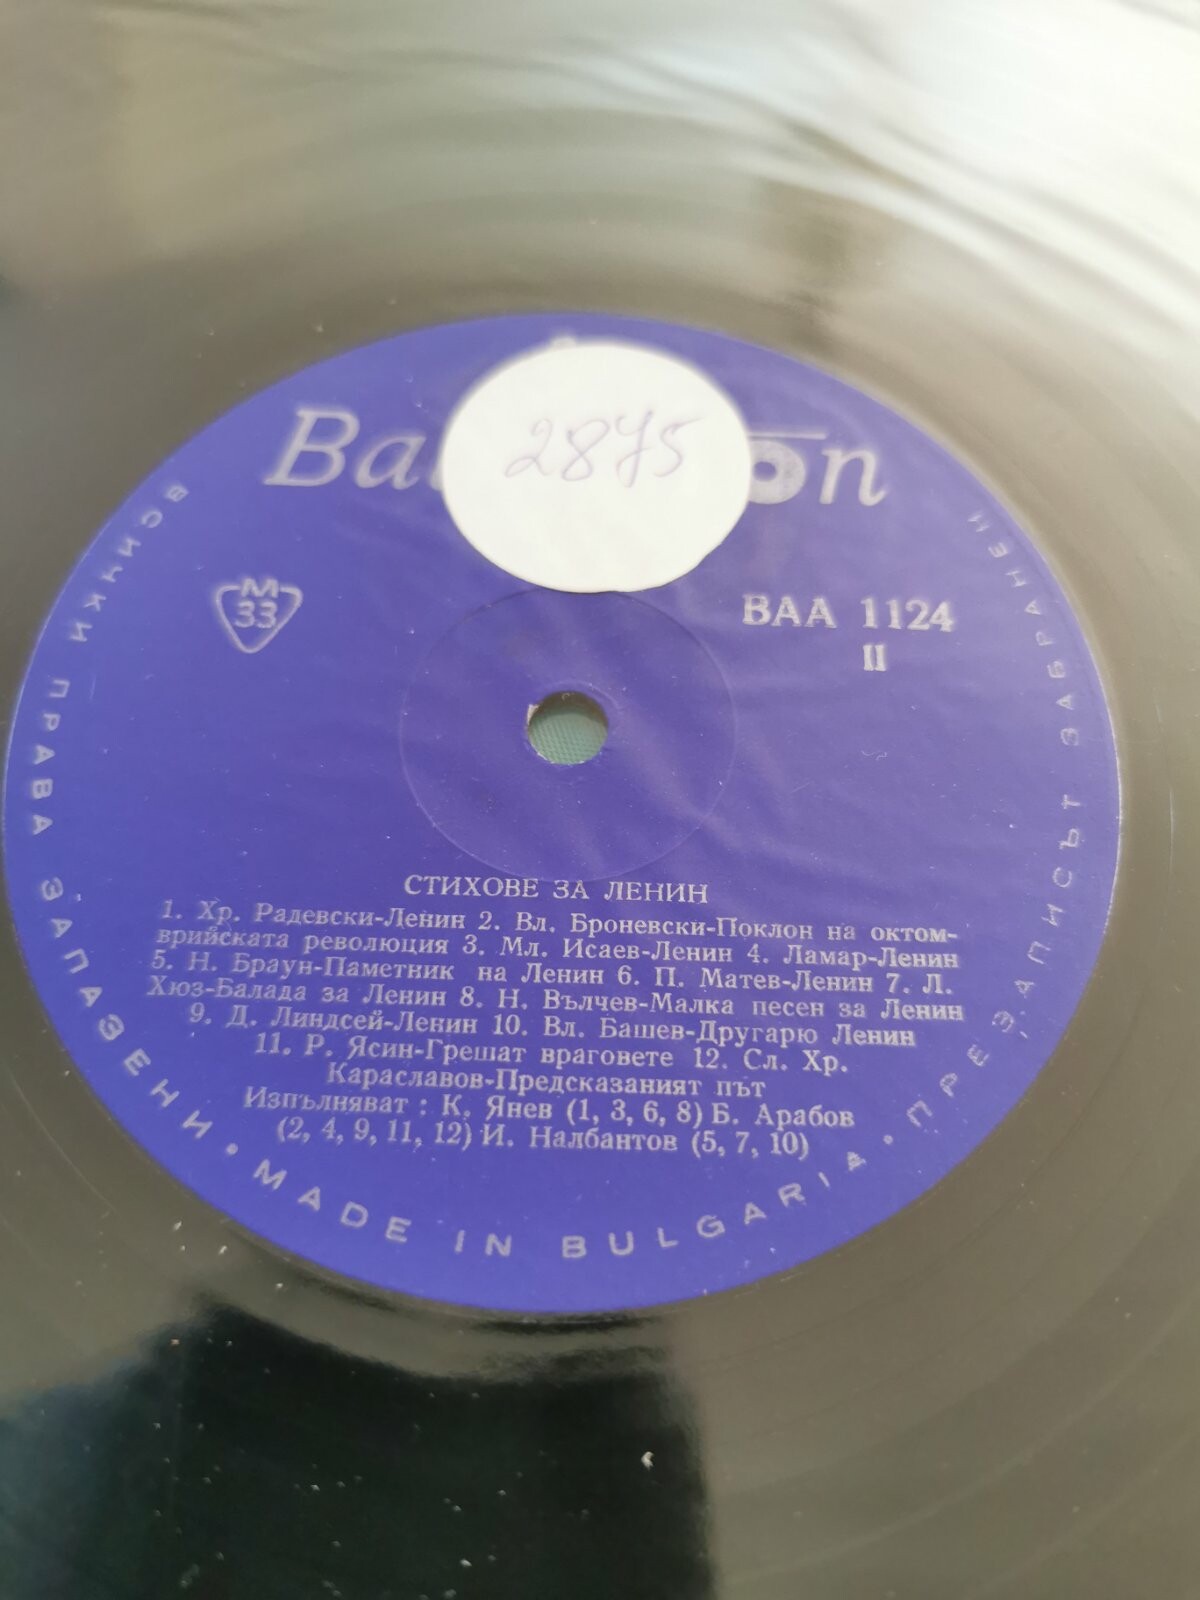 2875
М
33
ВАА 1124
II
СТИХОВЕ ЗА ЛЕНИН
1. Хр. Радевски-Ленин 2. Вл. Броневски-Поклон на октом-
врийската революция 3. Мл. Исаев-Ленин 4. Ламар-Ленин
5. Н. Браун-Паметник на Ленин 6. П. Матев-Ленин 7. Л.
Хюз-Балада за Ленин 8. Н. Вълчев-Малка песен за Ленин
9. Д. Линдсей-Ленин 10. Вл. Башев-Другарю Ленин
11. Р. Ясин-Грешат враговете 12. Сл. Хр.
Караславов-Предсказаният път
Изпълняват : К. Янев (1, 3, 6, 8) Б. Арабов
(2, 4, 9, 11, 12) И. Налбантов (5, 7, 10)
ВСИЧКИ ПРАВА ЗАПАЗЕНИ • MADE IN BULGARIA • ПРЕЗАПИСЪТ ЗАБРАНЕН